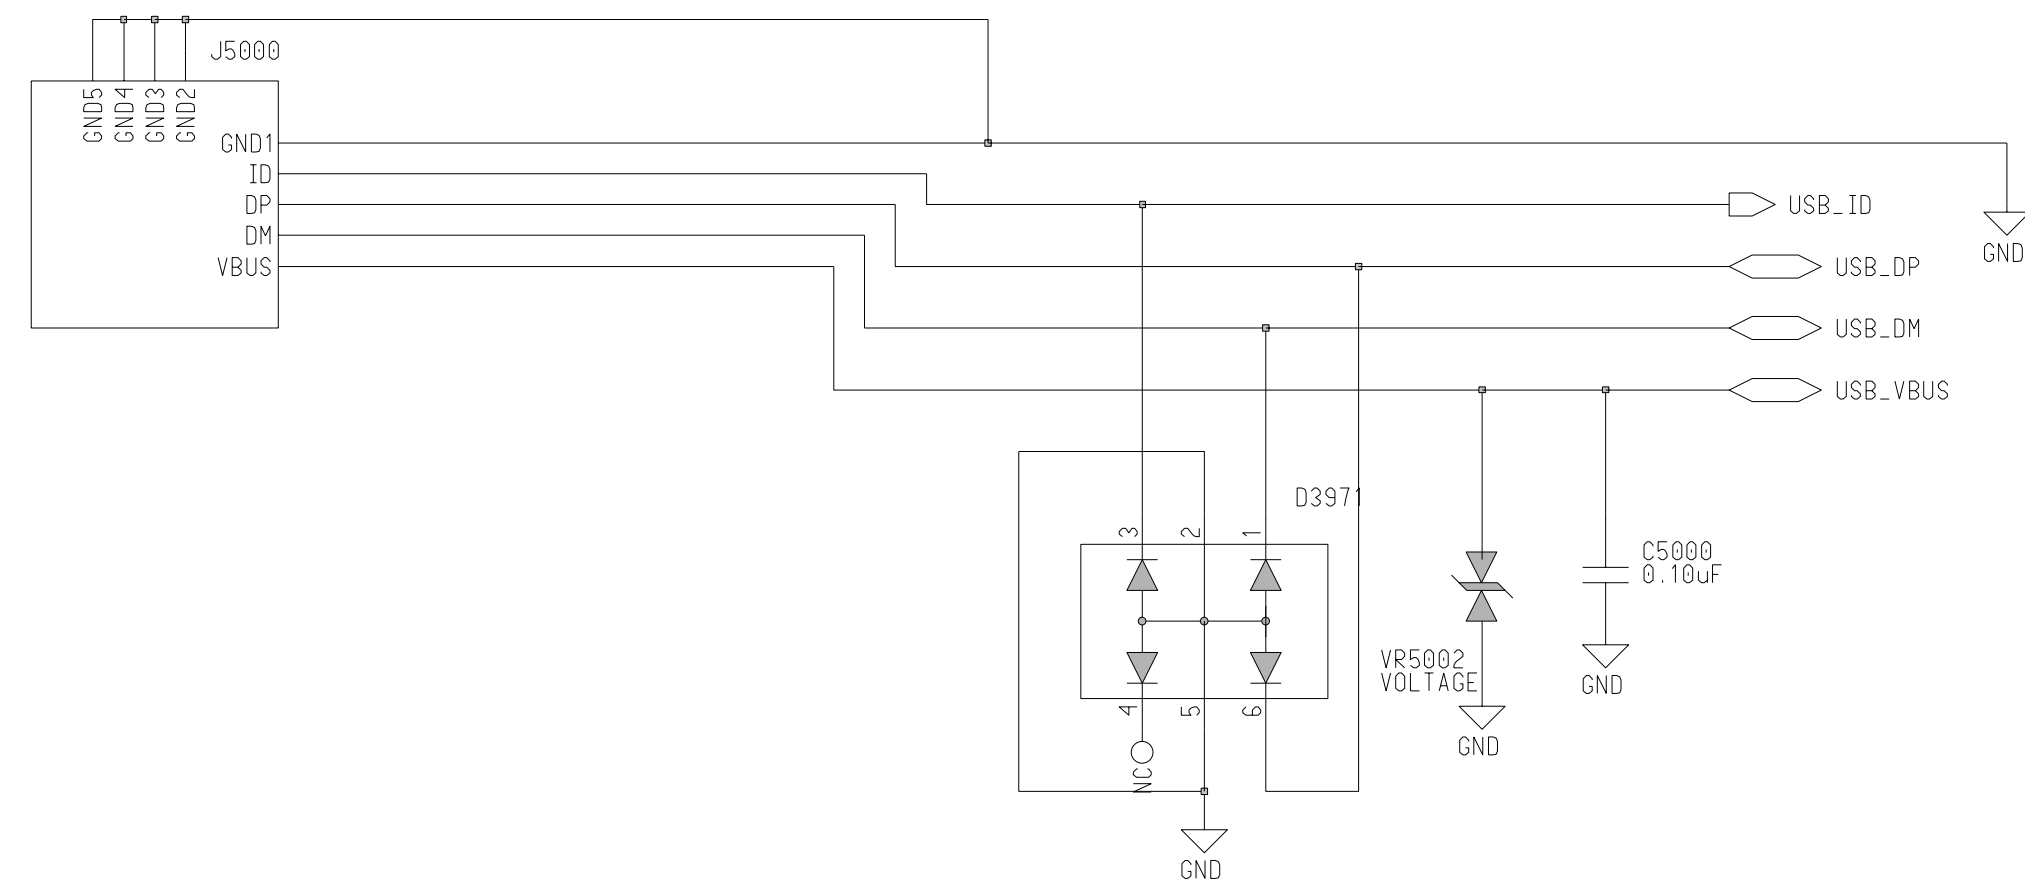 J5000
GND5
GND4
GND3
GND2
GND1
ID
DP
DM
VBUS
USB_ID
GND
USB_DP
USB_DM
USB_VBUS
D3971
3
2
1
C5000
0.10uF
VR5002
VOLTAGE
GND
4
5
6
GND
NC
GND